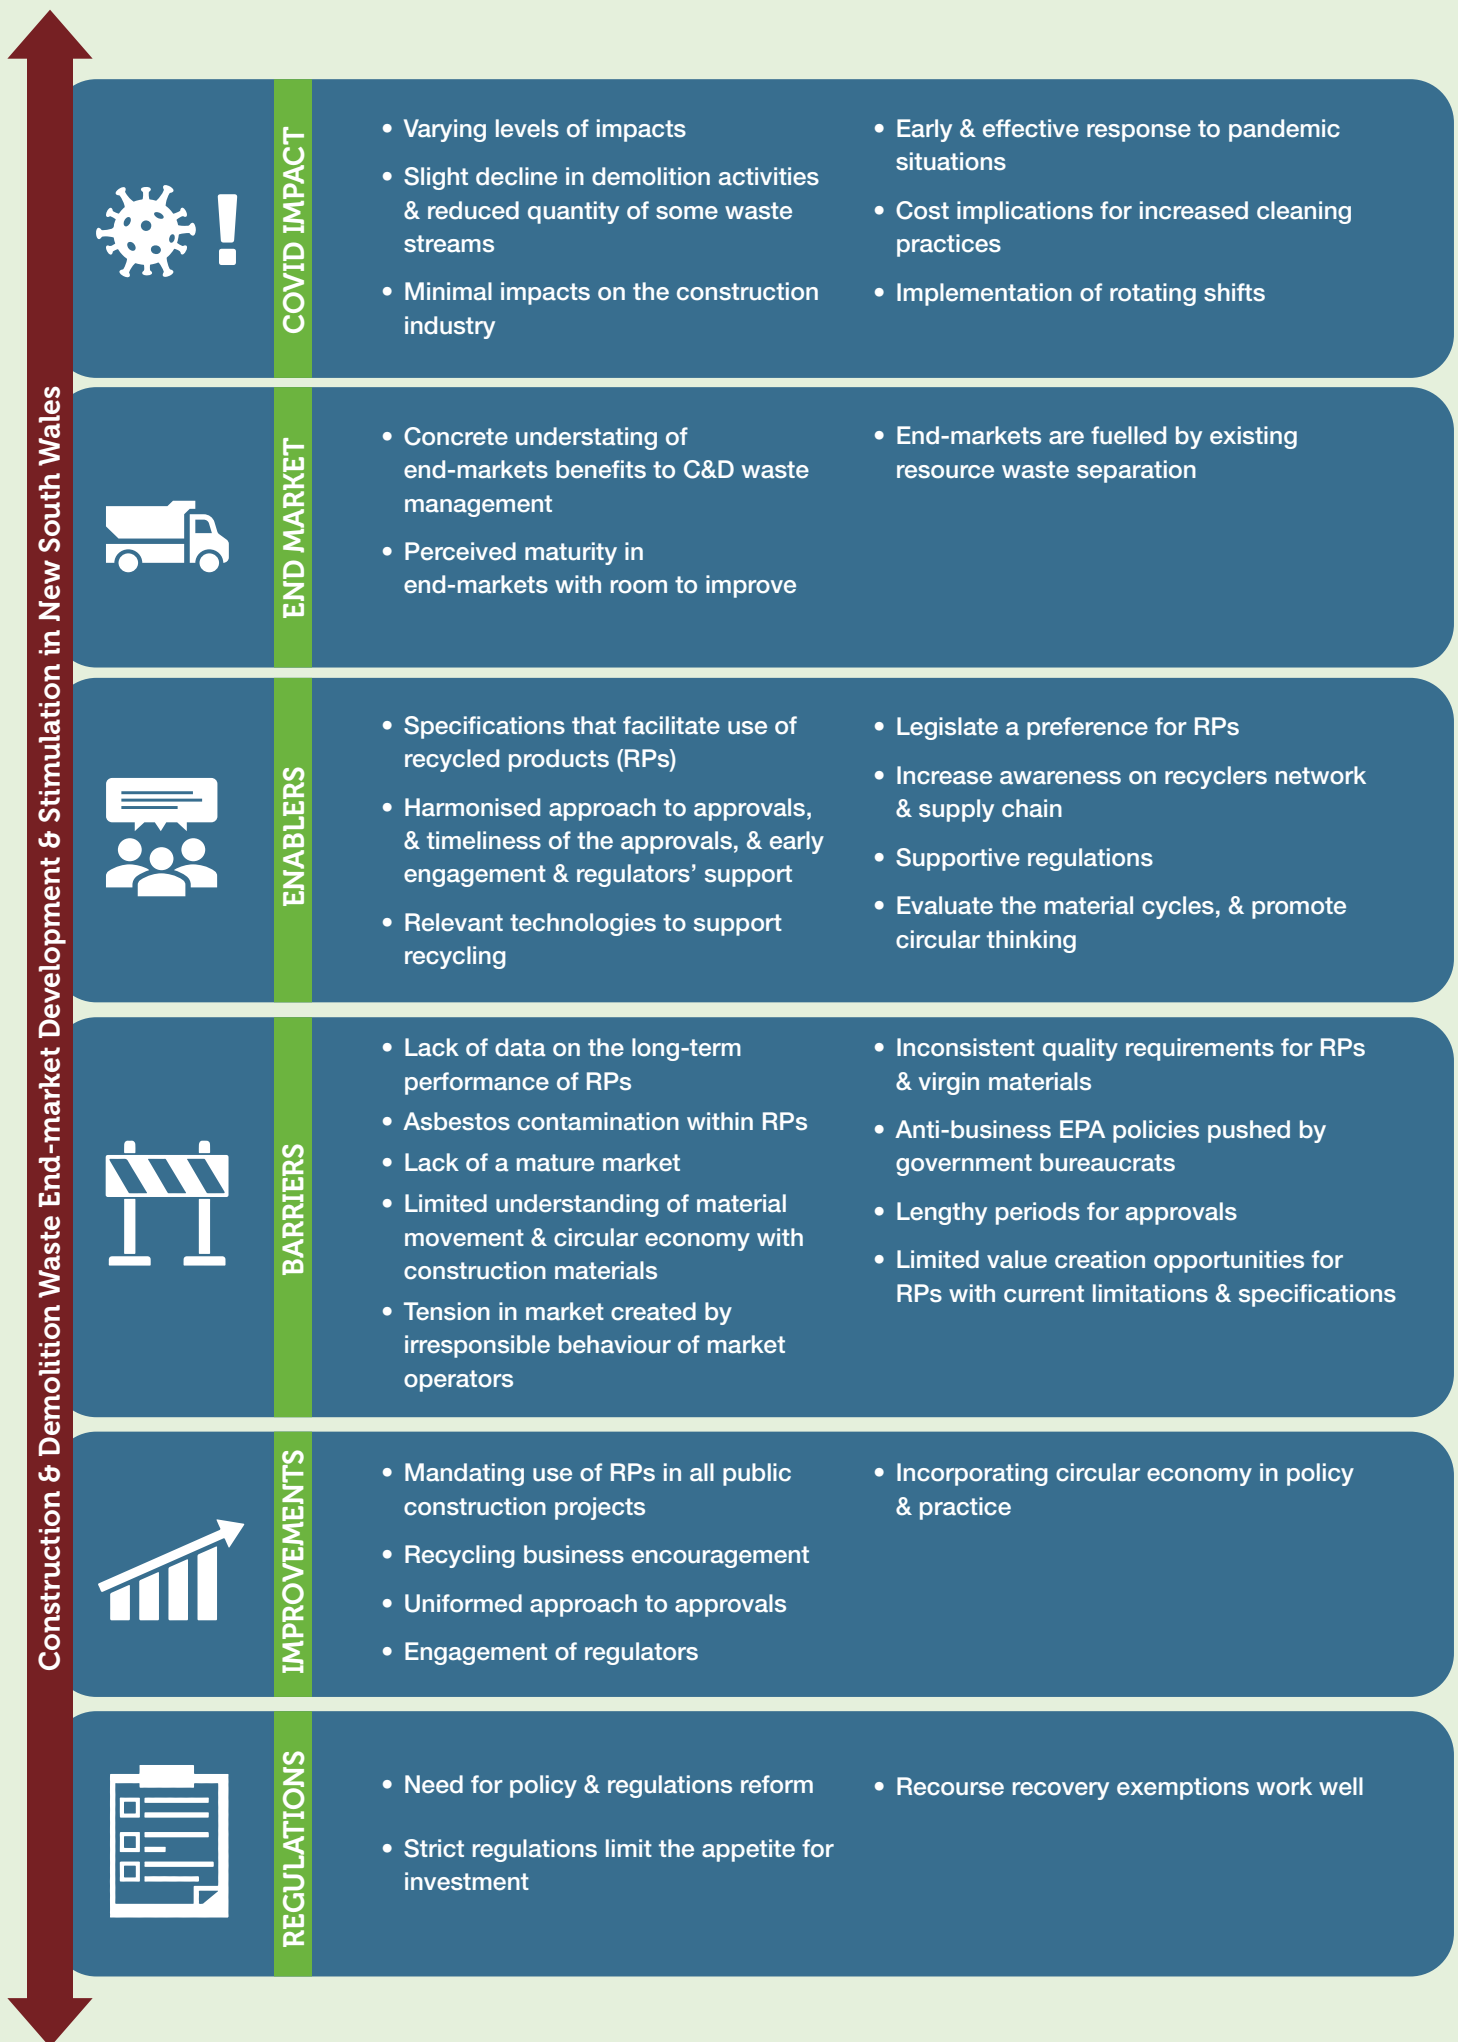 Construction & Demolition Waste End-market Development & Stimulation in New South Wales
COVID IMPACT
• Varying levels of impacts
• Slight decline in demolition activities
& reduced quantity of some waste
streams
• Minimal impacts on the construction
industry
• Early & effective response to pandemic
situations
• Cost implications for increased cleaning
practices
• Implementation of rotating shifts
END MARKET
• Concrete understating of
end-markets benefits to C&D waste
management
• Perceived maturity in
end-markets with room to improve
• End-markets are fuelled by existing
resource waste separation
ENABLERS
• Specifications that facilitate use of
recycled products (RPs)
• Harmonised approach to approvals,
& timeliness of the approvals, & early
engagement & regulators’ support
• Relevant technologies to support
recycling
• Legislate a preference for RPs
• Increase awareness on recyclers network
& supply chain
• Supportive regulations
• Evaluate the material cycles, & promote
circular thinking
BARRIERS
• Lack of data on the long-term
performance of RPs
• Asbestos contamination within RPs
• Lack of a mature market
• Limited understanding of material
movement & circular economy with
construction materials
• Tension in market created by
irresponsible behaviour of market
operators
• Inconsistent quality requirements for RPs
& virgin materials
• Anti-business EPA policies pushed by
government bureaucrats
• Lengthy periods for approvals
• Limited value creation opportunities for
RPs with current limitations & specifications
IMPROVEMENTS
• Mandating use of RPs in all public
construction projects
• Recycling business encouragement
• Uniformed approach to approvals
• Engagement of regulators
• Incorporating circular economy in policy
& practice
REGULATIONS
• Need for policy & regulations reform
• Strict regulations limit the appetite for
investment
• Recourse recovery exemptions work well